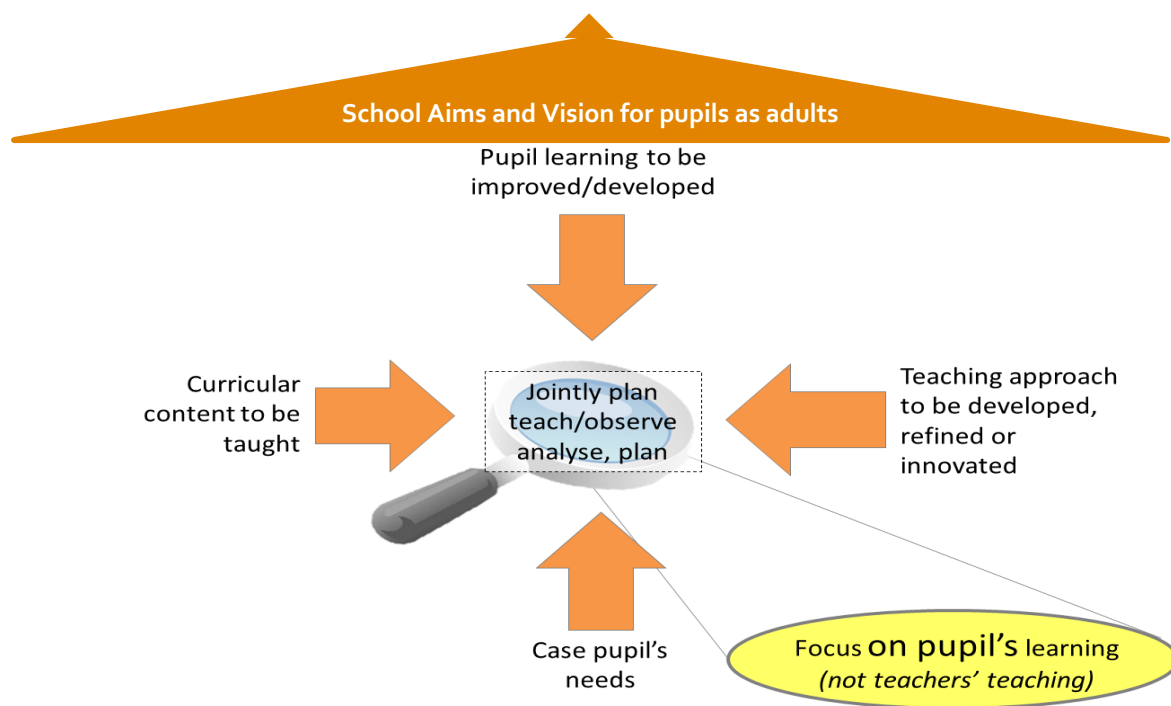 School Aims and Vision for pupils as adults
Pupil learning to be
improved/developed
Curricular
content to be
taught
Jointly plan
teach/observe
analyse, plan
Teaching approach
to be developed,
refined or
innovated
Case pupil’s
needs
Focus on pupil’s learning
(not teachers’ teaching)